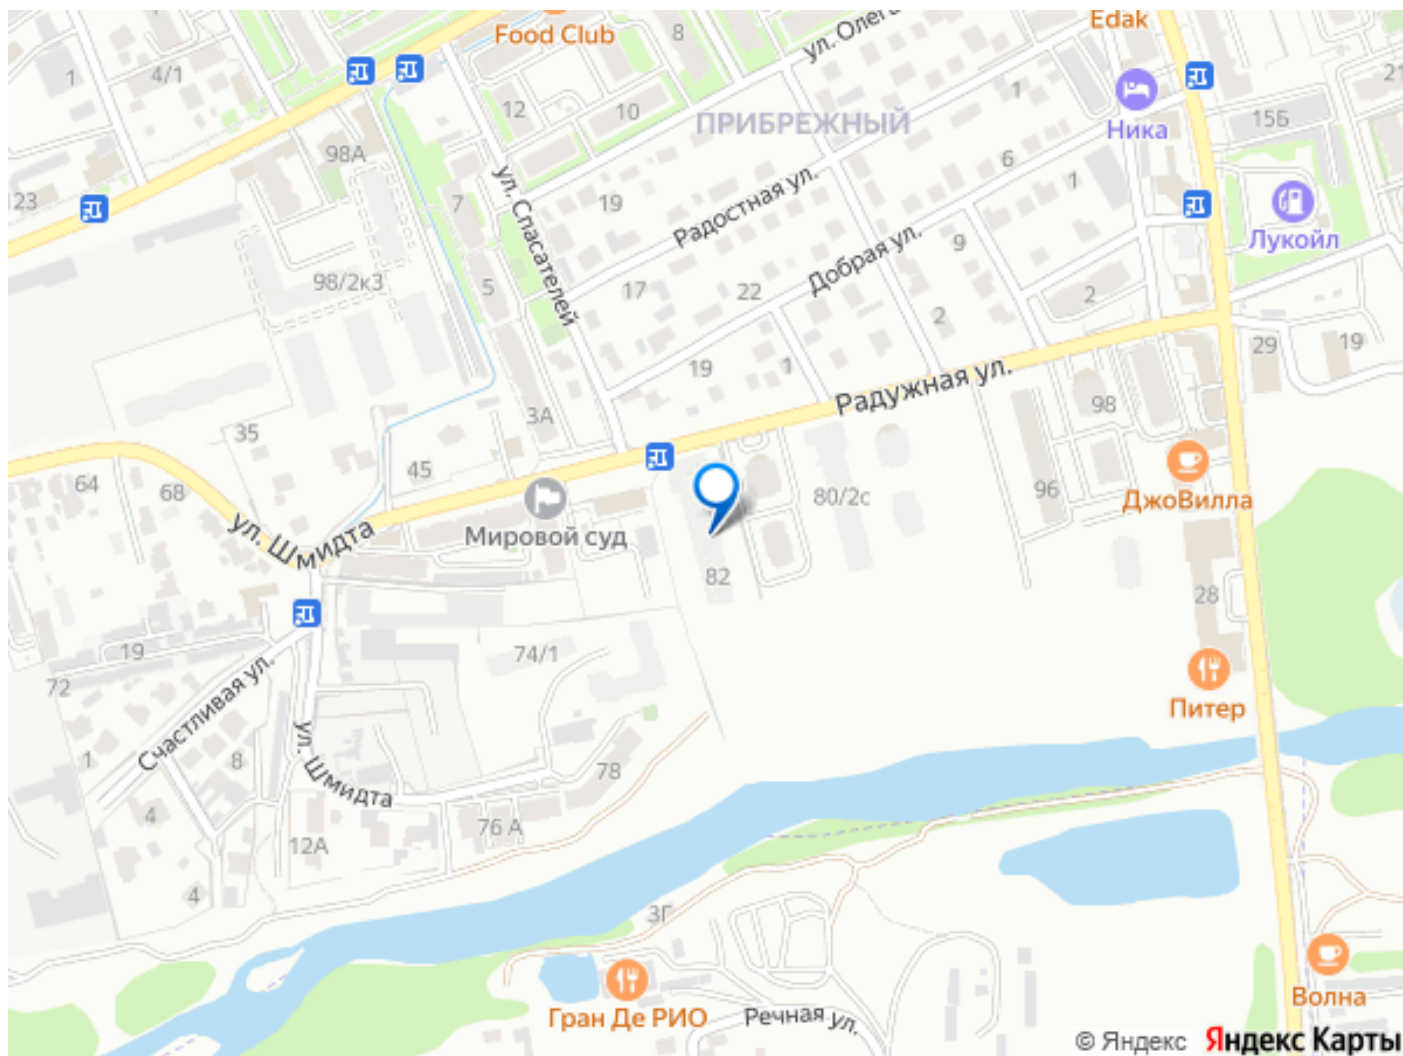 Food Club
8
ул. Олега
Edak
1
4/1
12
10
ПРИБРЕЖНЫЙ
1
Ника
15Б
21
98А
ул. Спасателей
7
19
Радостная ул.
6
1
123
Лукойл
98/2к3
5
17
22
Добрая ул.
9
2
2
19
1
Радужная ул.
29
19
35
3А
98
64
68
45
ул. Шмидта
Мировой суд
80/2с
96
ДжоВилла
82
28
19
72
74/1
Питер
Счастливая ул.
1
8
ул. Шмидта
78
4
12А
76 А
4
3Г
Гран Де РИО
Речная ул.
Волна
© Яндекс Яндекс Карты